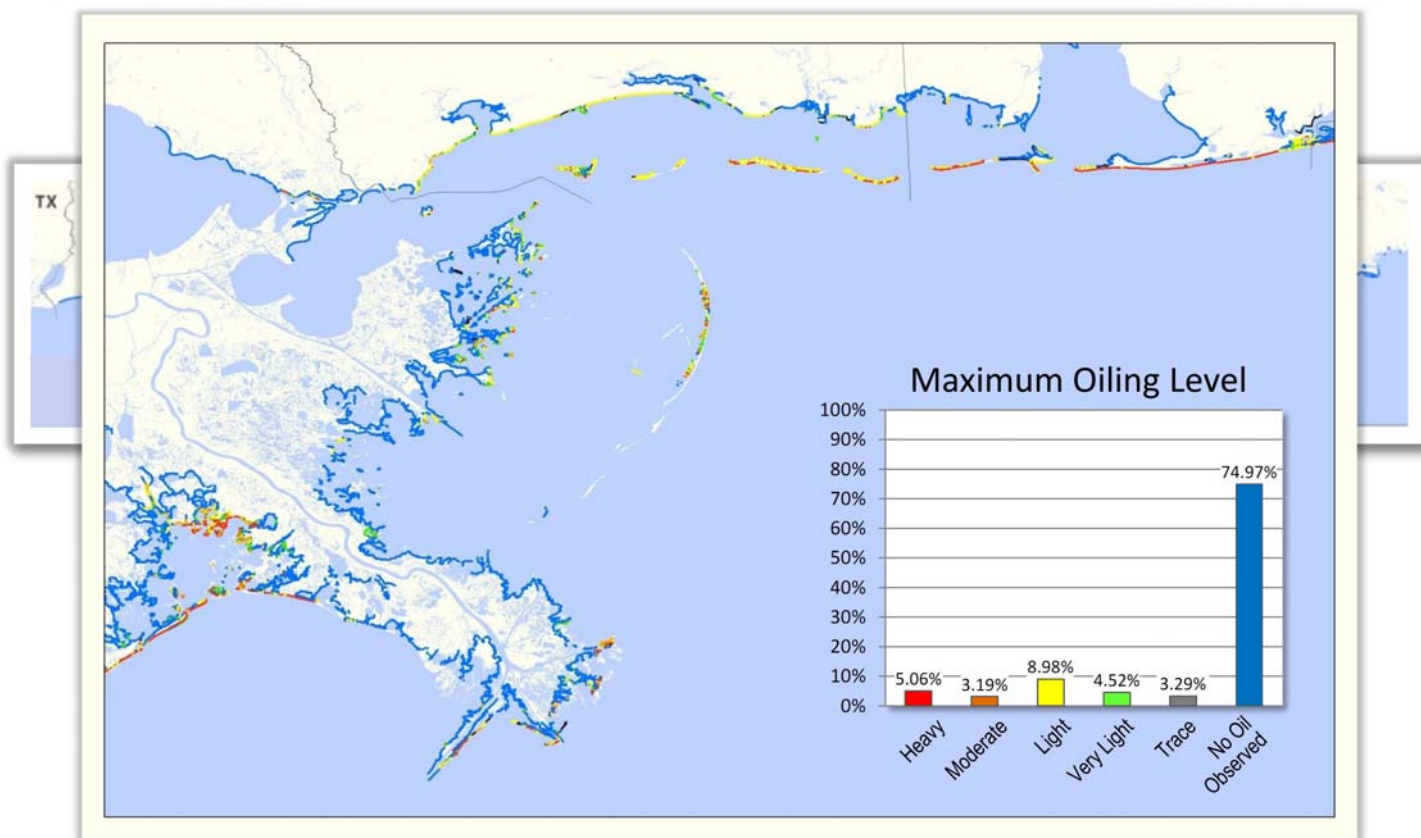 TX
Maximum Oiling Level
100%
90%
80%
70%
60%
50%
40%
30%
20%
10%
0%
5.06%
3.19%
8.98%
4.52%
3.29%
74.97%
Heavy
Moderate
Light
Very Light
Trace
No Oil
Observed